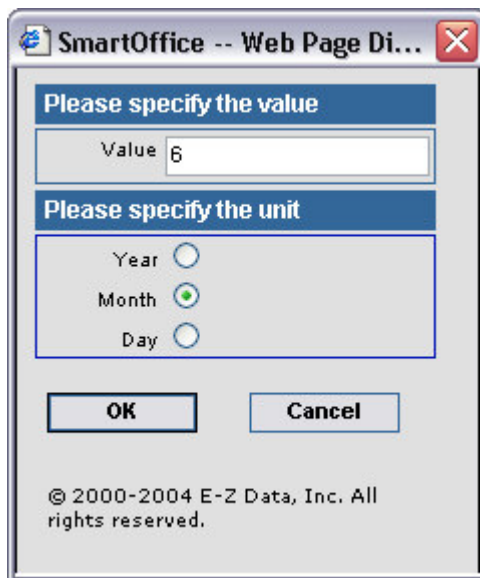 SmartOffice -- Web Page Di...
Please specify the value
Value 6
Please specify the unit
Year
Month
Day
OK Cancel
© 2000-2004 E-Z Data, Inc. All
rights reserved.